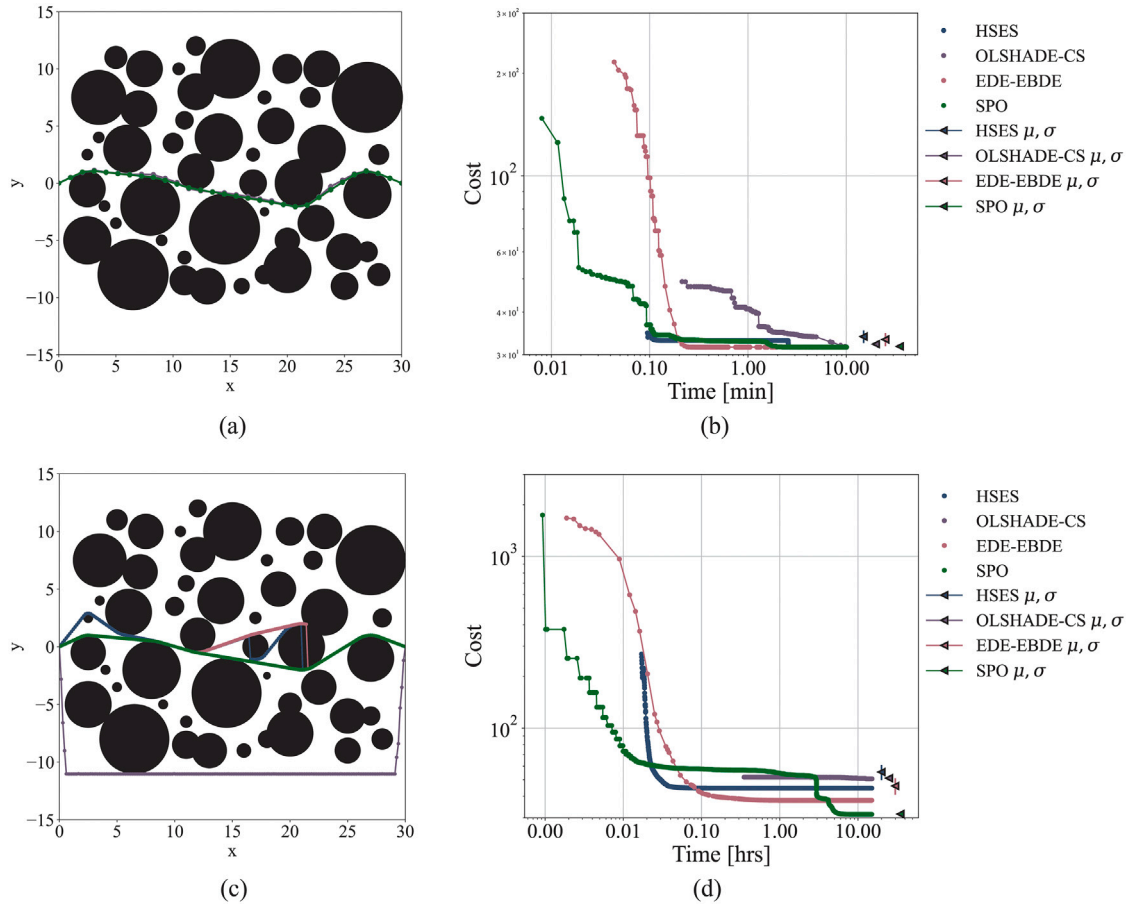 15
10
5
0
−5
−10
−15
0
5
10
15
20
25
30
y
x
(a)
3 × 10²
2 × 10²
10²
6 × 10¹
4 × 10¹
3 × 10¹
0.01
0.10
1.00
10.00
Cost
Time [min]
(b)
HSES
OLSHADE-CS
EDE-EBDE
SPO
HSES μ, σ
OLSHADE-CS μ, σ
EDE-EBDE μ, σ
SPO μ, σ
15
10
5
0
−5
−10
−15
0
5
10
15
20
25
30
y
x
(c)
10³
10²
0.00
0.01
0.10
1.00
10.00
Cost
Time [hrs]
(d)
HSES
OLSHADE-CS
EDE-EBDE
SPO
HSES μ, σ
OLSHADE-CS μ, σ
EDE-EBDE μ, σ
SPO μ, σ